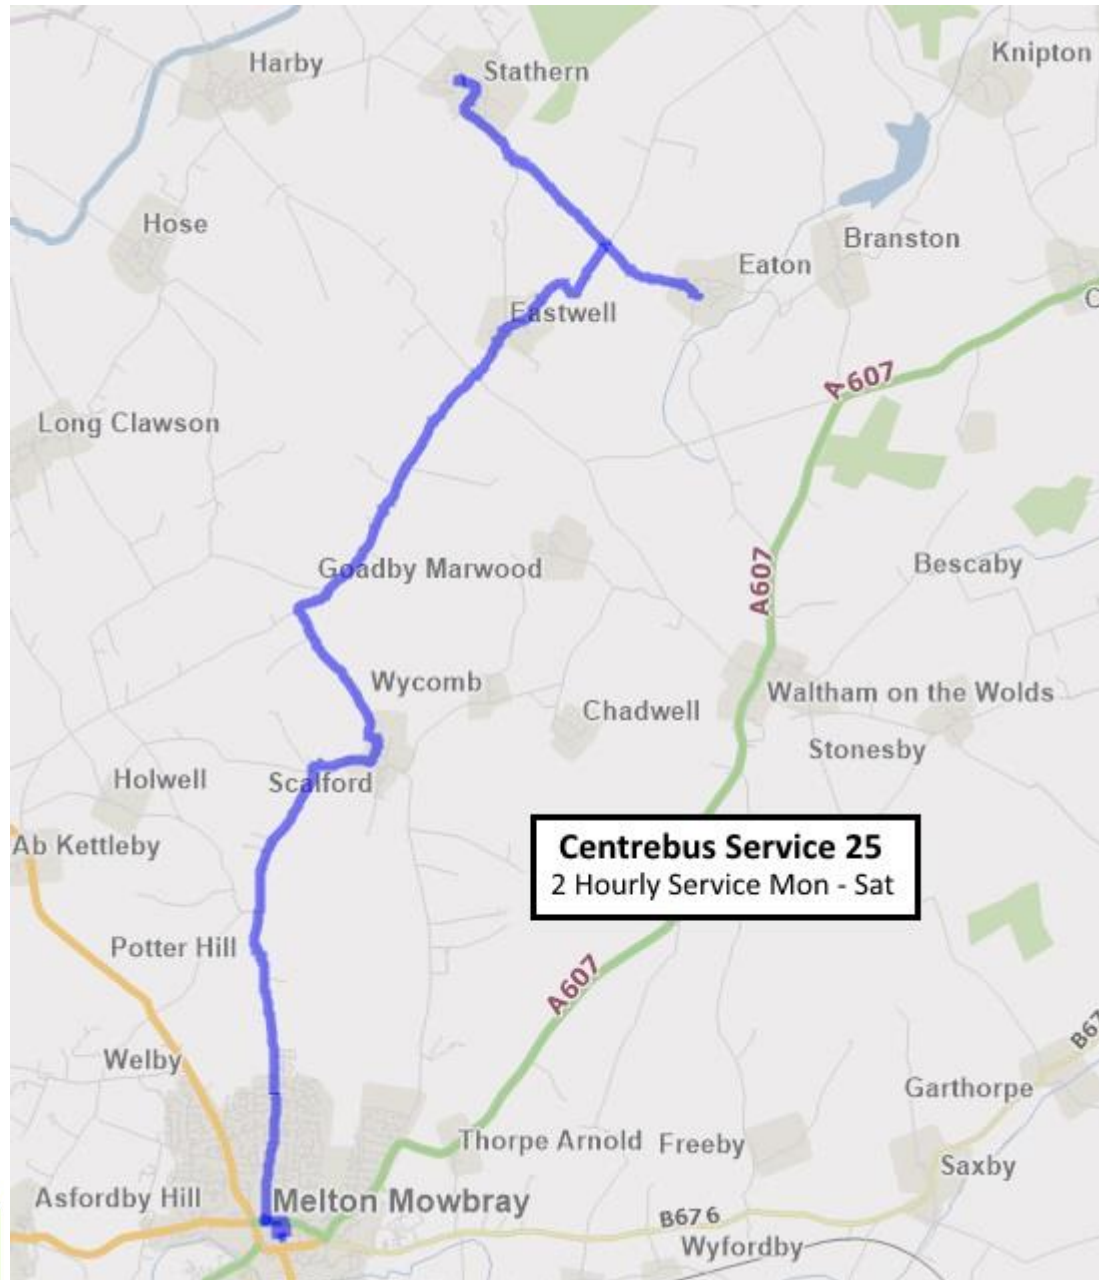 Harby
Stathern
Knipton
Hose
Branston
Eaton
Eastwell
A607
Long Clawson
A607
Goadby Marwood
Bescaby
Wycomb
Chadwell
Waltham on the Wolds
Stonesby
Holwell
Scalford
Ab Kettleby
Centrebus Service 25
2 Hourly Service Mon - Sat
Potter Hill
A607
Welby
Garthorpe
Thorpe Arnold
Freeby
Saxby
Asfordby Hill
Melton Mowbray
B676
Wyfordby